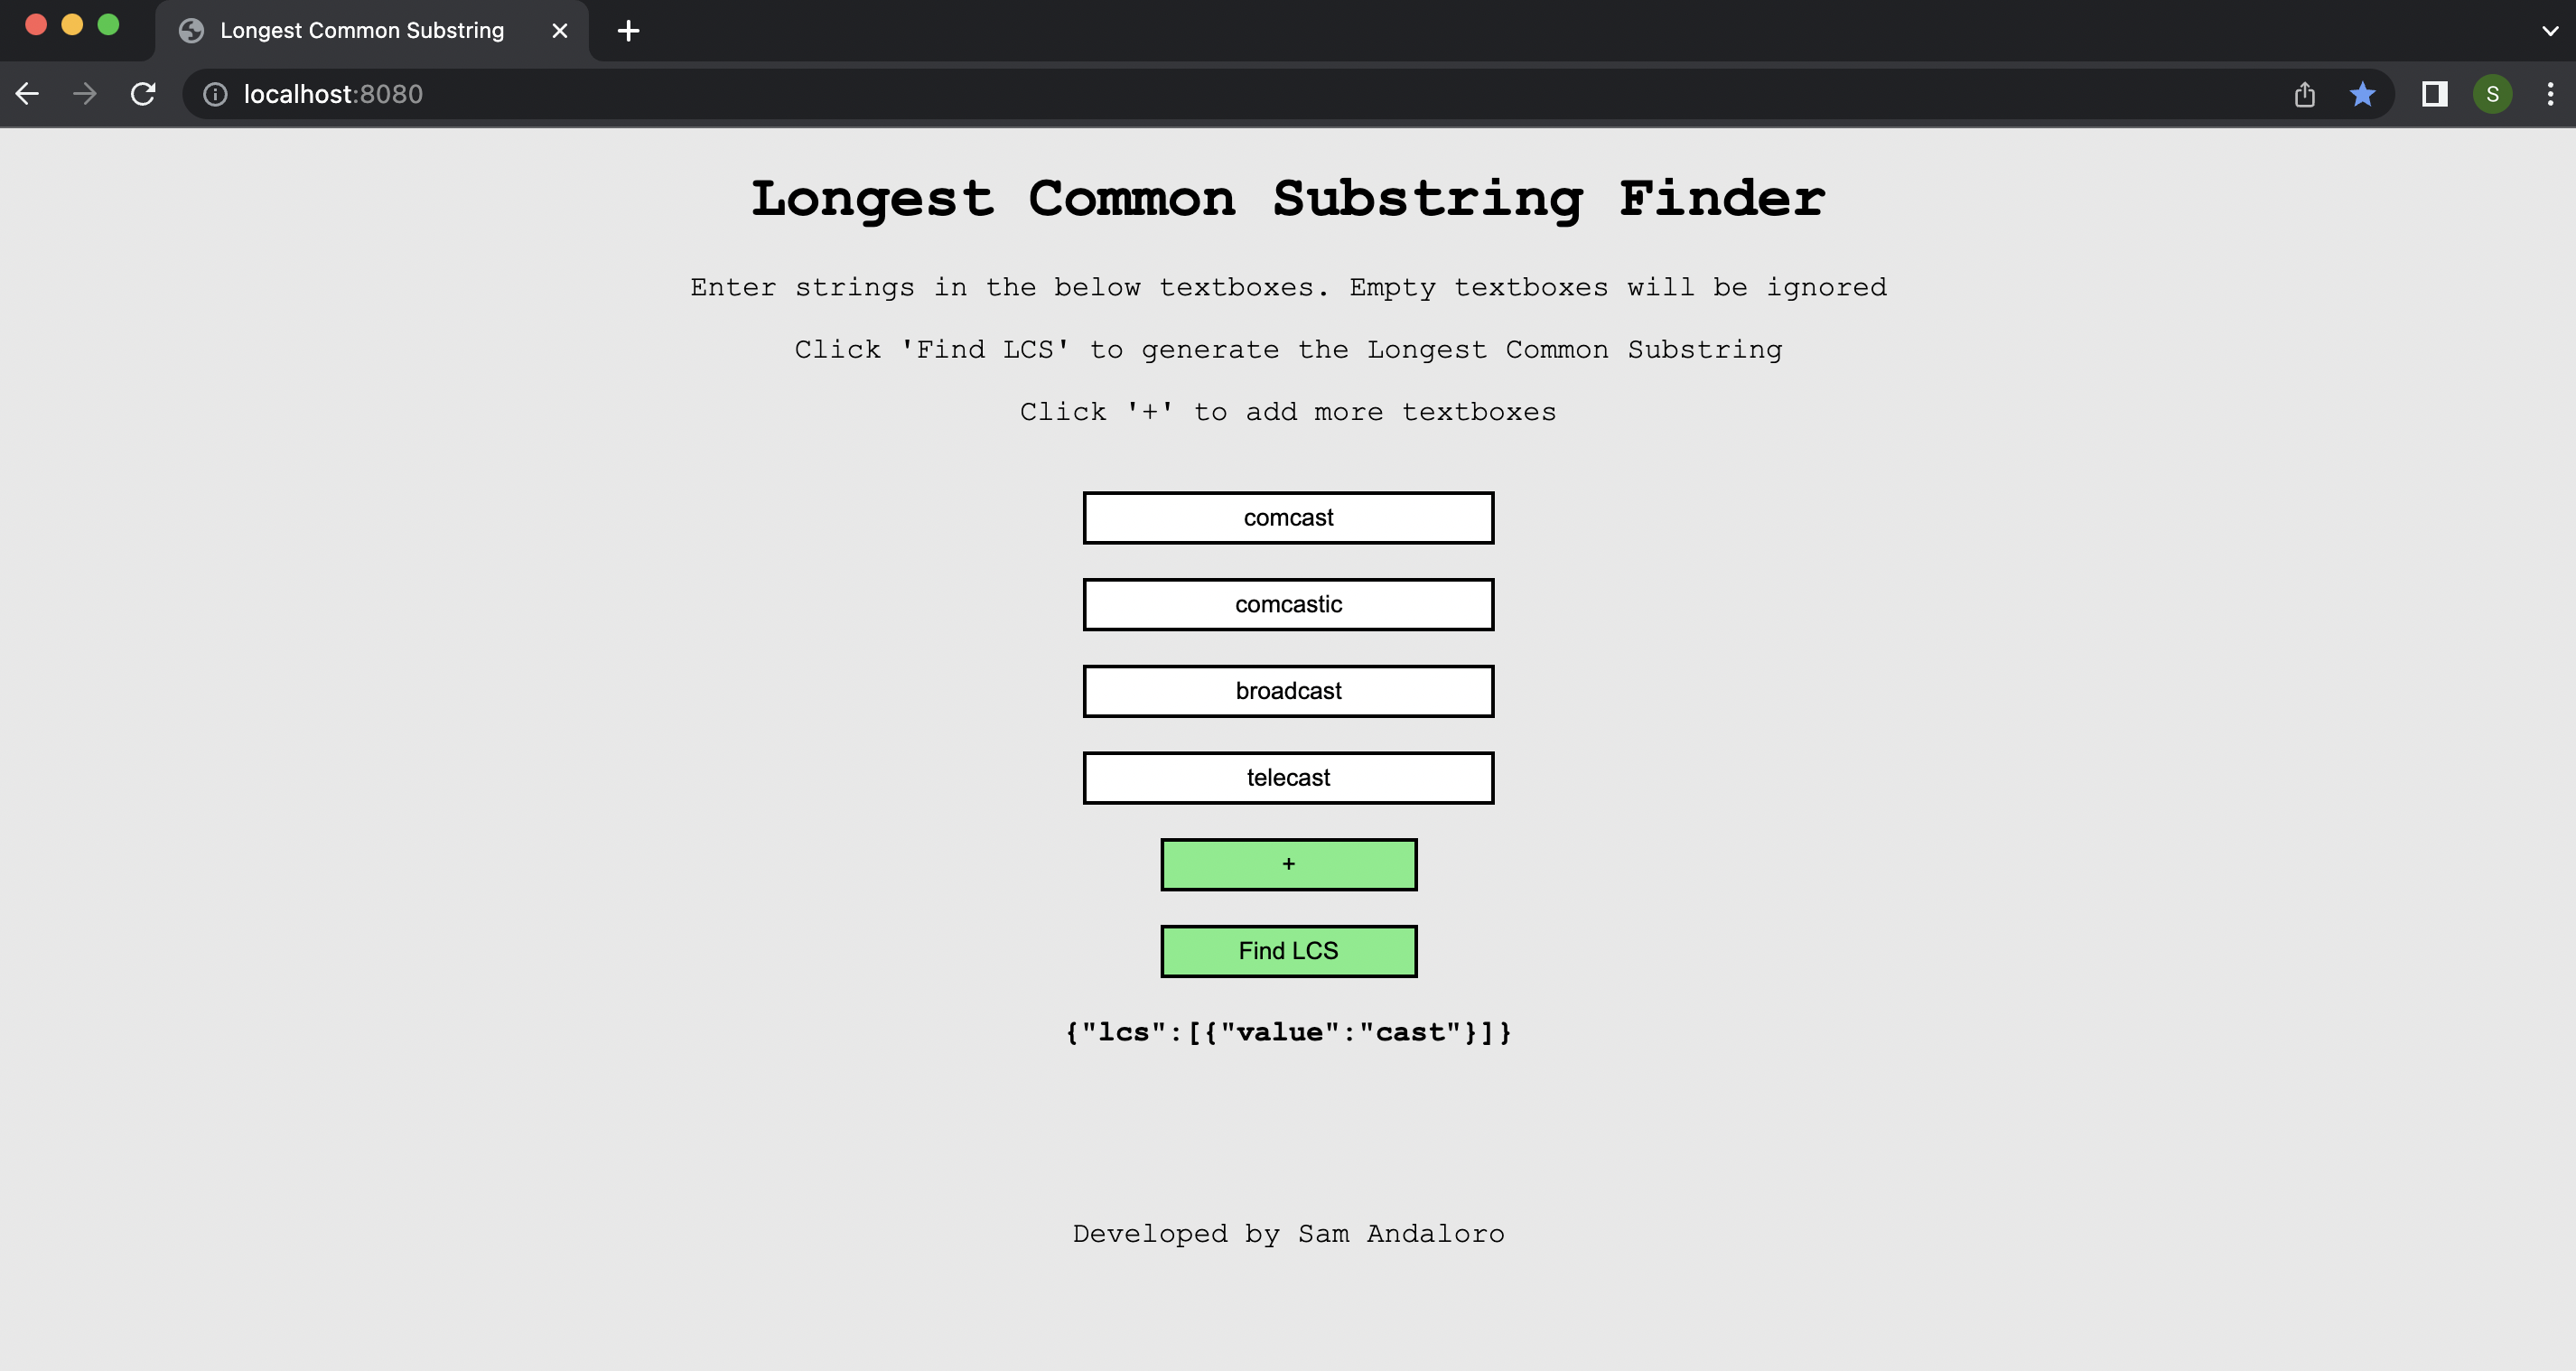 Longest Common Substring
localhost:8080
S
Longest Common Substring Finder
Enter strings in the below textboxes. Empty textboxes will be ignored
Click 'Find LCS' to generate the Longest Common Substring
Click '+' to add more textboxes
comcast
comcastic
broadcast
telecast
+
Find LCS
{"lcs":[{"value":"cast"}]}
Developed by Sam Andaloro